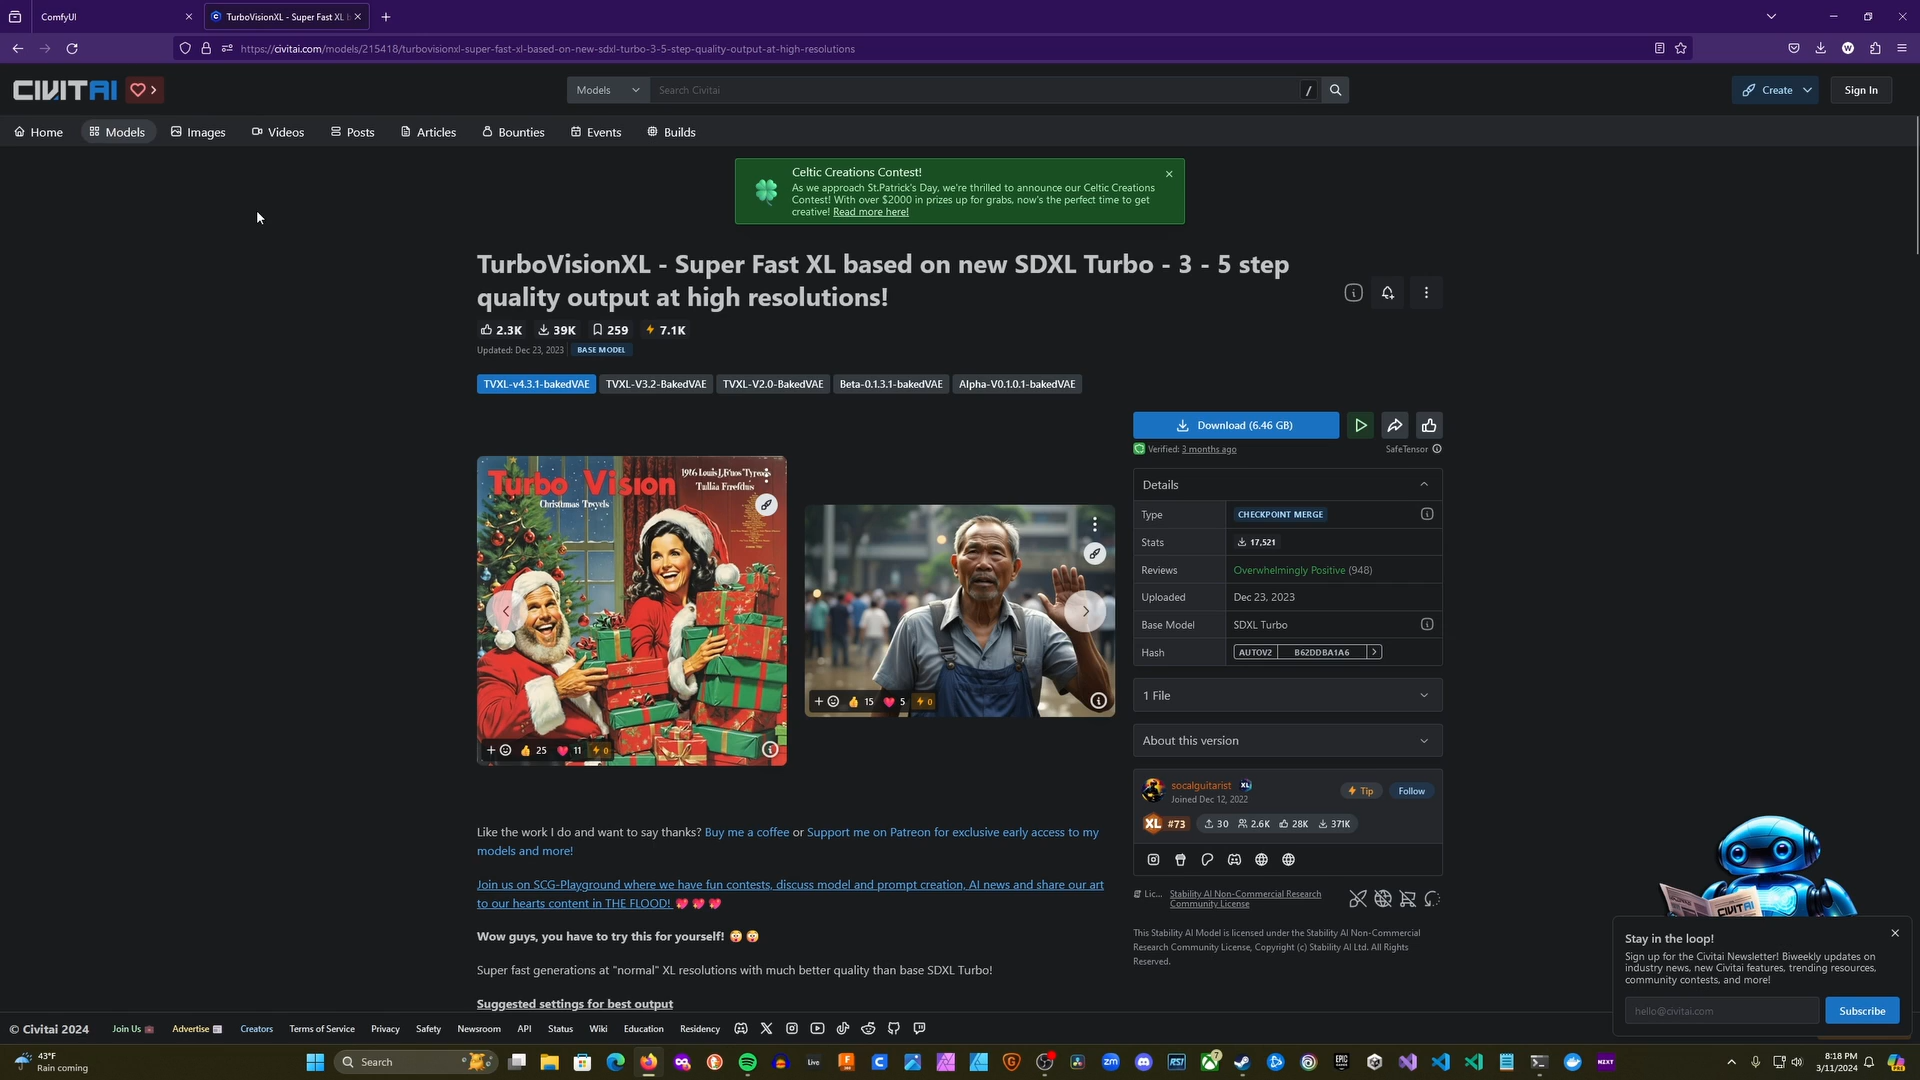 ComfyUI
TurboVisionXL - Super Fast XL b
https://civitai.com/models/215418/turbovisionxl-super-fast-xl-based-on-new-sdxl-turbo-3-5-step-quality-output-at-high-resolutions
CIVITAI
Models
Search Civitai
/
Create
Sign In
Home
Models
Images
Videos
Posts
Articles
Bounties
Events
Builds
Celtic Creations Contest!
As we approach St.Patrick's Day, we're thrilled to announce our Celtic Creations
Contest! With over $2000 in prizes up for grabs, now's the perfect time to get
creative! Read more here!
TurboVisionXL - Super Fast XL based on new SDXL Turbo - 3 - 5 step
quality output at high resolutions!
2.3K 39K 259 7.1K
Updated: Dec 23, 2023 BASE MODEL
TVXL-v4.3.1-bakedVAE TVXL-V3.2-BakedVAE TVXL-V2.0-BakedVAE Beta-0.1.3.1-bakedVAE Alpha-V0.1.0.1-bakedVAE
Download (6.46 GB)
Verified: 3 months ago
SafeTensor
Turbo Vision
Christmas Treyels
25 11 0
15 5 0
Details
Type CHECKPOINT MERGE
Stats 17,521
Reviews Overwhelmingly Positive (948)
Uploaded Dec 23, 2023
Base Model SDXL Turbo
Hash AUTOV2 B62DDBA1A6
1 File
About this version
socalguitarist XL
Joined Dec 12, 2022
Tip
Follow
XL #73 30 2.6K 28K 371K
Lic... Stability AI Non-Commercial Research
Community License
This Stability AI Model is licensed under the Stability AI Non-Commercial
Research Community License, Copyright (c) Stability AI Ltd. All Rights
Reserved.
Like the work I do and want to say thanks? Buy me a coffee or Support me on Patreon for exclusive early access to my
models and more!
Join us on SCG-Playground where we have fun contests, discuss model and prompt creation, AI news and share our art
to our hearts content in THE FLOOD! 💖 💖 💖
Wow guys, you have to try this for yourself! 🤯 🤯
Super fast generations at "normal" XL resolutions with much better quality than base SDXL Turbo!
Suggested settings for best output
CIVITAI
Stay in the loop!
Sign up for the Civitai Newsletter! Biweekly updates on
industry news, new Civitai features, trending resources,
community contests, and more!
hello@civitai.com
Subscribe
© Civitai 2024
Join Us
Advertise
Creators
Terms of Service
Privacy
Safety
Newsroom
API
Status
Wiki
Education
Residency
43°F
Rain coming
Search
8:18 PM
3/11/2024